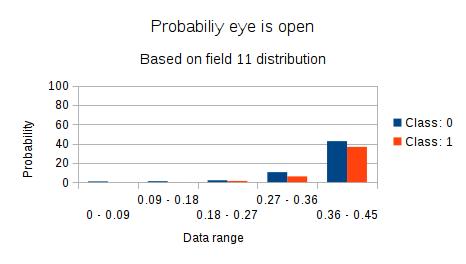 Probabiliy eye is open
Based on field 11 distribution
100
80
60
40
20
0
Probability
Class: 0
Class: 1
0.09 - 0.18
0.27 - 0.36
0 - 0.09
0.18 - 0.27
0.36 - 0.45
Data range